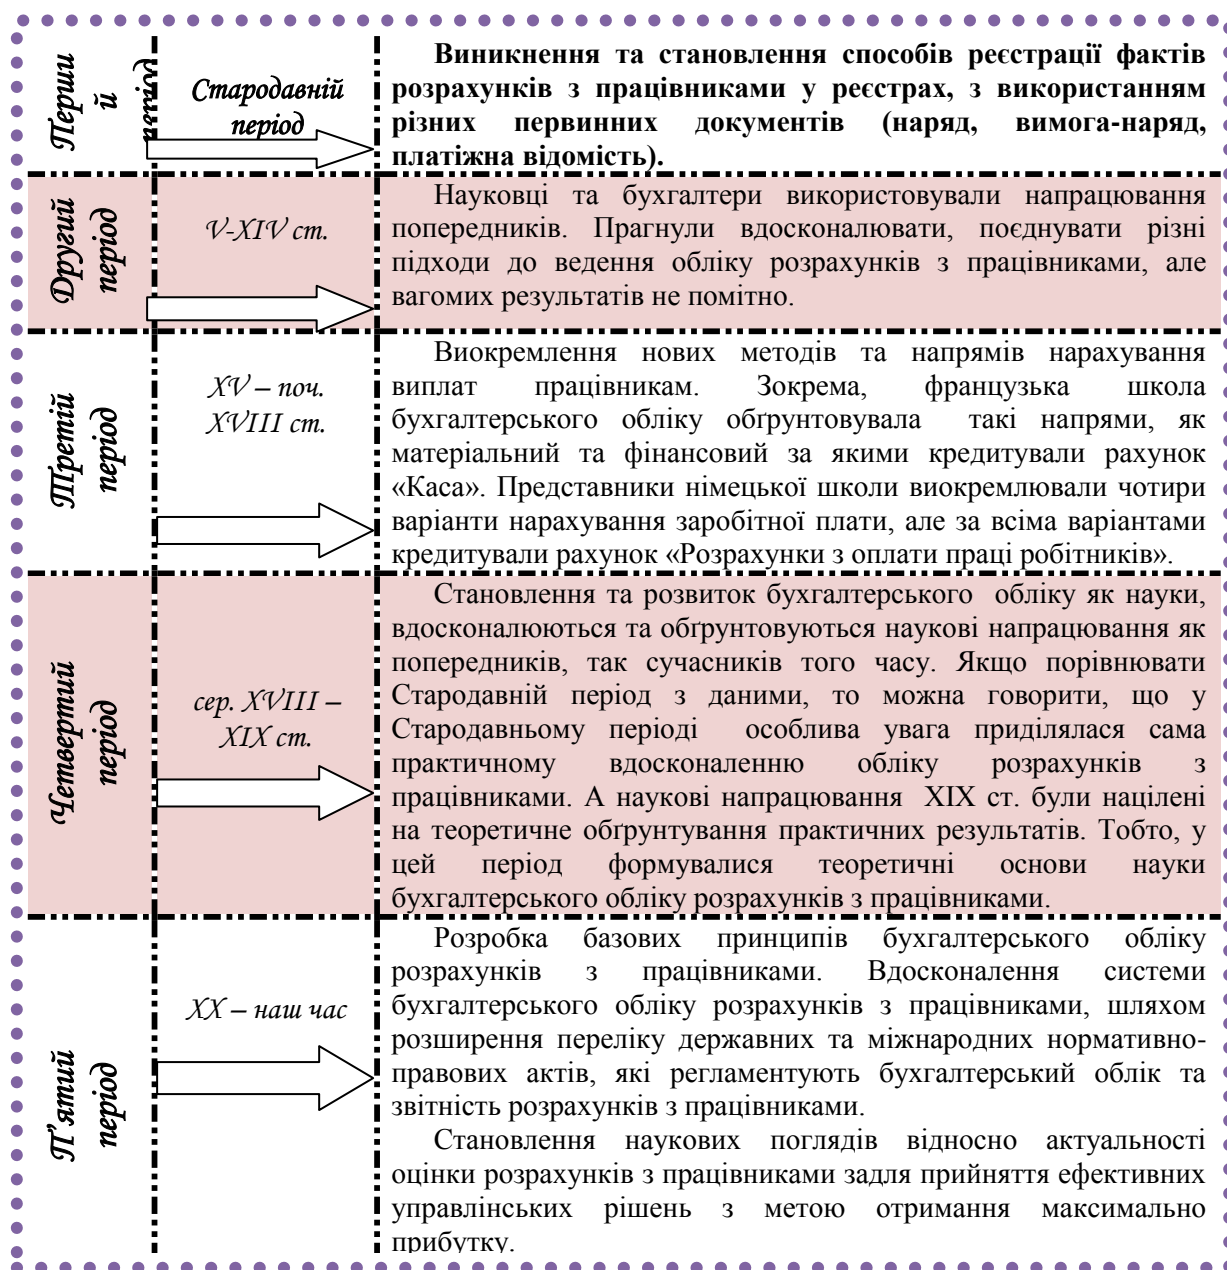 Перши
й
період
Стародавній
період
Виникнення та становлення способів реєстрації фактів
розрахунків з працівниками у реєстрах, з використанням
різних первинних документів (наряд, вимога-наряд,
платіжна відомість).
Другий
період
V-XIV ст.
Науковці та бухгалтери використовували напрацювання
попередників. Прагнули вдосконалювати, поєднувати різні
підходи до ведення обліку розрахунків з працівниками, але
вагомих результатів не помітно.
Третій
період
XV – поч.
XVIII ст.
Виокремлення нових методів та напрямів нарахування
виплат працівникам. Зокрема, французька школа
бухгалтерського обліку обґрунтовувала такі напрями, як
матеріальний та фінансовий за якими кредитували рахунок
«Каса». Представники німецької школи виокремлювали чотири
варіанти нарахування заробітної плати, але за всіма варіантами
кредитували рахунок «Розрахунки з оплати праці робітників».
Четвертий
період
сер. XVIII –
XIX ст.
Становлення та розвиток бухгалтерського обліку як науки,
вдосконалюються та обґрунтовуються наукові напрацювання як
попередників, так сучасників того часу. Якщо порівнювати
Стародавній період з даними, то можна говорити, що у
Стародавньому періоді особлива увага приділялася сама
практичному вдосконаленню обліку розрахунків з
працівниками. А наукові напрацювання XIX ст. були націлені
на теоретичне обґрунтування практичних результатів. Тобто, у
цей період формувалися теоретичні основи науки
бухгалтерського обліку розрахунків з працівниками.
П'ятий
період
XX – наш час
Розробка базових принципів бухгалтерського обліку
розрахунків з працівниками. Вдосконалення системи
бухгалтерського обліку розрахунків з працівниками, шляхом
розширення переліку державних та міжнародних нормативно-
правових актів, які регламентують бухгалтерський облік та
звітність розрахунків з працівниками.
Становлення наукових поглядів відносно актуальності
оцінки розрахунків з працівниками задля прийняття ефективних
управлінських рішень з метою отримання максимально
прибутку.